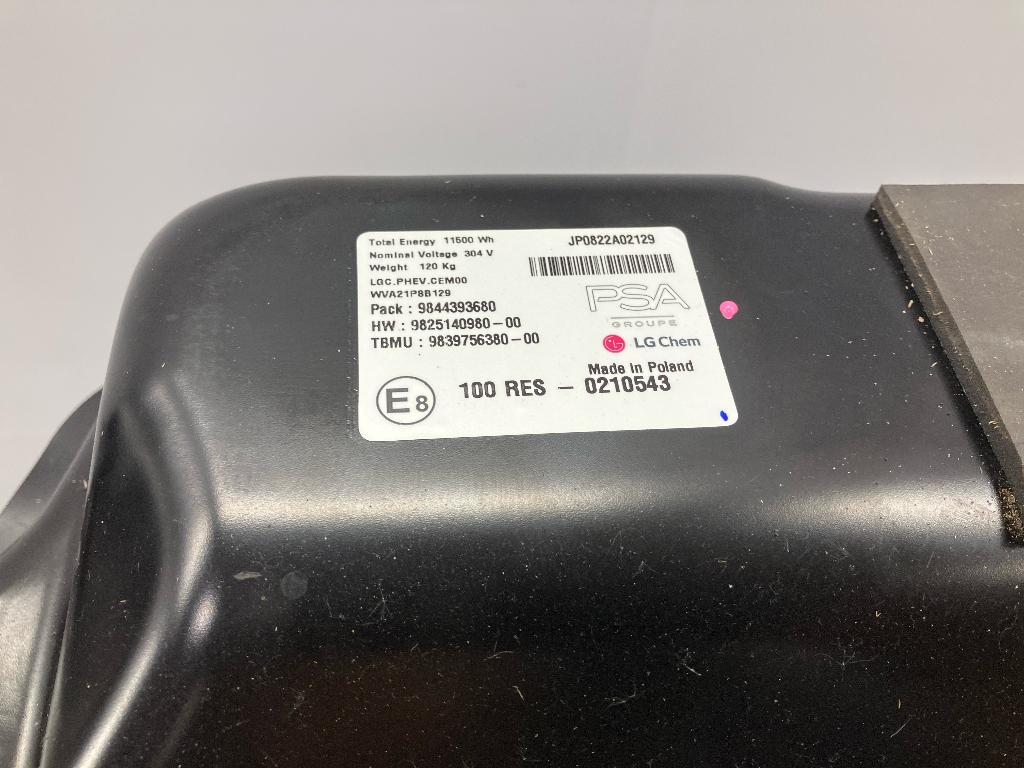 Total Energy 11500 Wh
Nominal Voltage 304 V
Weight 120 Kg
LGC.PHEV.CEM00
WVA21P8B129
Pack : 9844393680
HW : 9825140980-00
TBMU : 9839756380-00
JP0822A02129
PSA
GROUPE
LG Chem
Made in Poland
E8 100 RES - 0210543